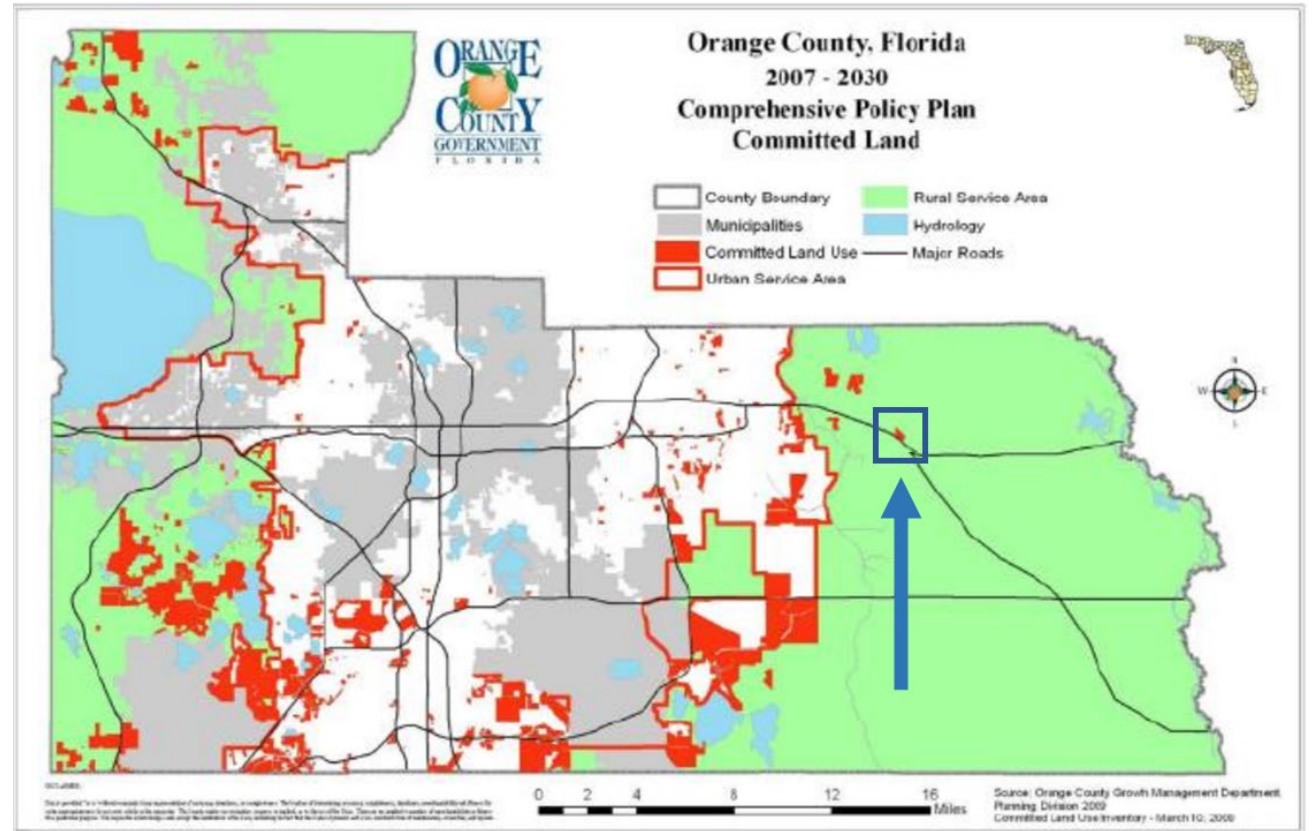 ORANGE
COUNTY
GOVERNMENT
FLORIDA
Orange County, Florida
2007 - 2030
Comprehensive Policy Plan
Committed Land
County Boundary
Municipalities
Committed Land Use
Urban Service Area
Rural Service Area
Hydrology
Major Roads
N
W
E
0 2 4 8 12 16
Miles
Source: Orange County Growth Management Department
Planning Division 2009
Committed Land Use Inventory - March 10, 2009